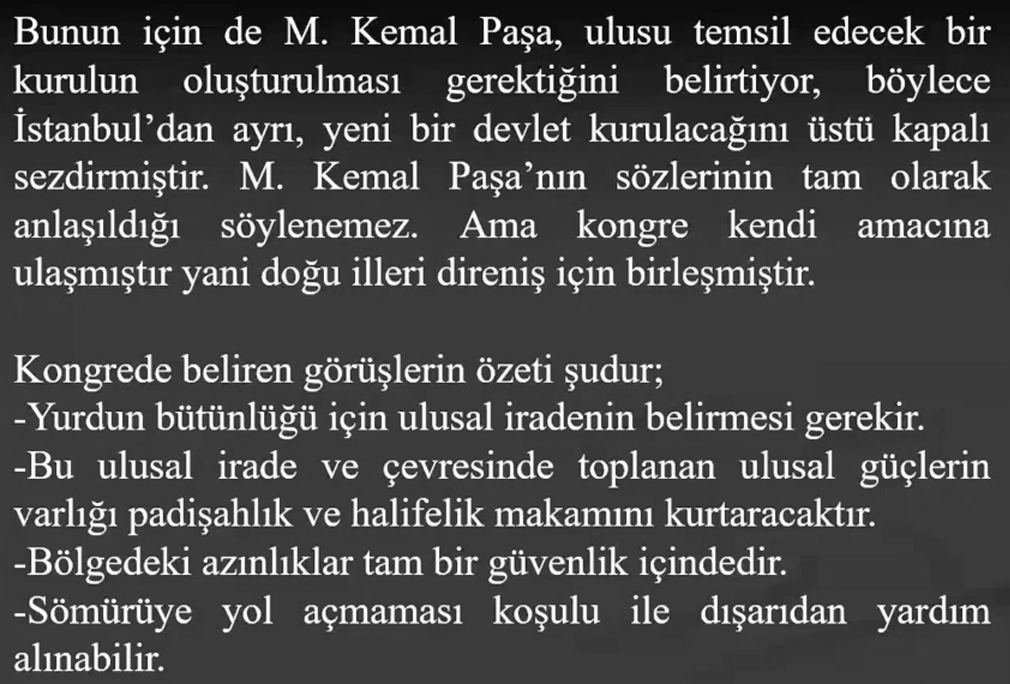 Bunun için de M. Kemal Paşa, ulusu temsil edecek bir
kurulun oluşturulması gerektiğini belirtiyor, böylece
İstanbul’dan ayrı, yeni bir devlet kurulacağını üstü kapalı
sezdirmiştir. M. Kemal Paşa’nın sözlerinin tam olarak
anlaşıldığı söylenemez. Ama kongre kendi amacına
ulaşmıştır yani doğu illeri direniş için birleşmiştir.
Kongrede beliren görüşlerin özeti şudur;
-Yurdun bütünlüğü için ulusal iradenin belirmesi gerekir.
-Bu ulusal irade ve çevresinde toplanan ulusal güçlerin
varlığı padişahlık ve halifelik makamını kurtaracaktır.
-Bölgedeki azınlıklar tam bir güvenlik içindedir.
-Sömürüye yol açmaması koşulu ile dışarıdan yardım
alınabilir.